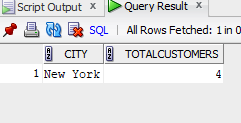 Script Output × Query Result ×
SQL | All Rows Fetched: 1 in 0
CITY TOTALCUSTOMERS
1 New York 4